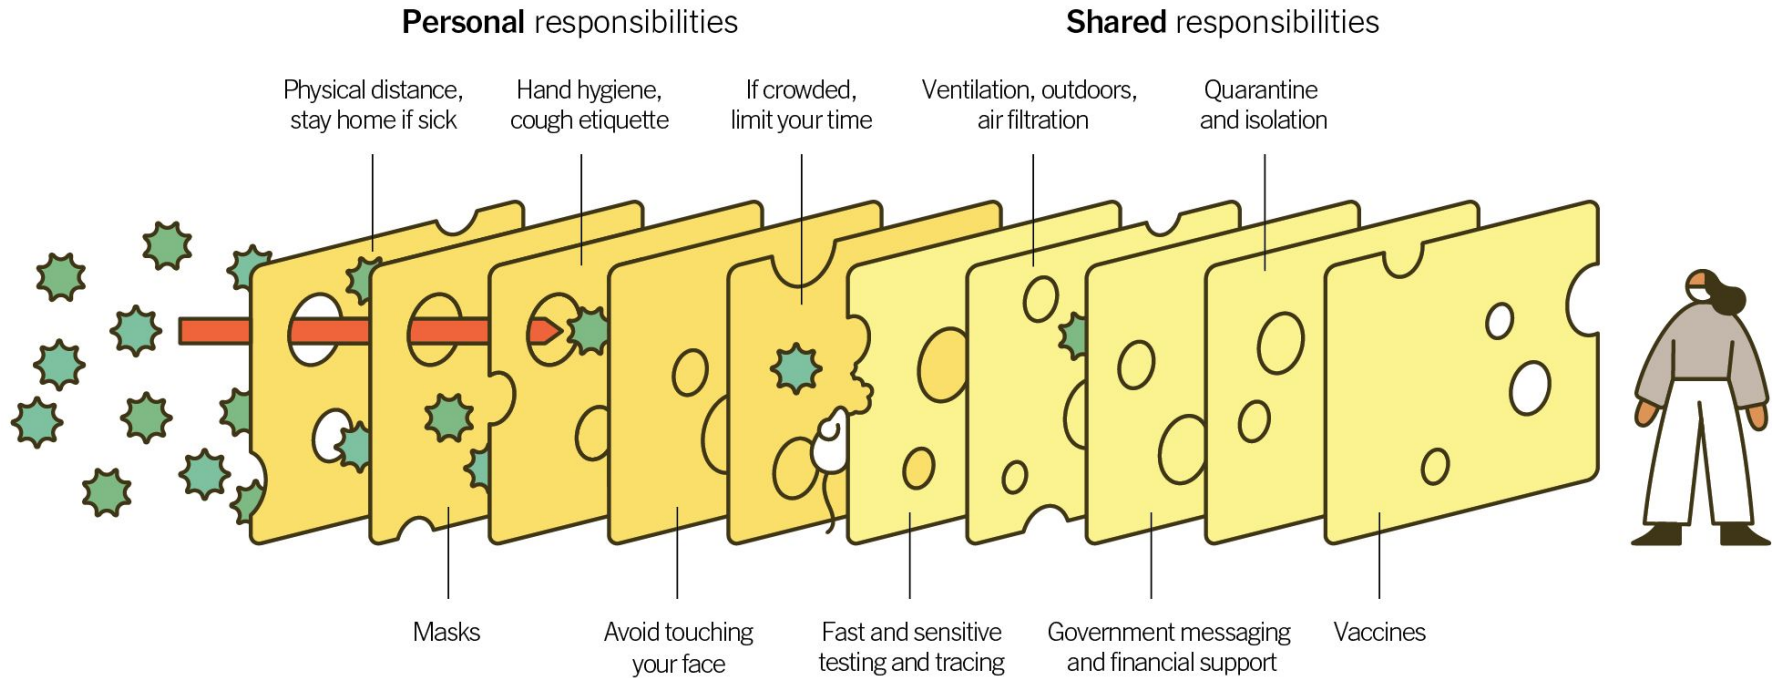 Personal responsibilities
Shared responsibilities
Physical distance,
stay home if sick
Hand hygiene,
cough etiquette
If crowded,
limit your time
Ventilation, outdoors,
air filtration
Quarantine
and isolation
Masks
Avoid touching
your face
Fast and sensitive
testing and tracing
Government messaging
and financial support
Vaccines